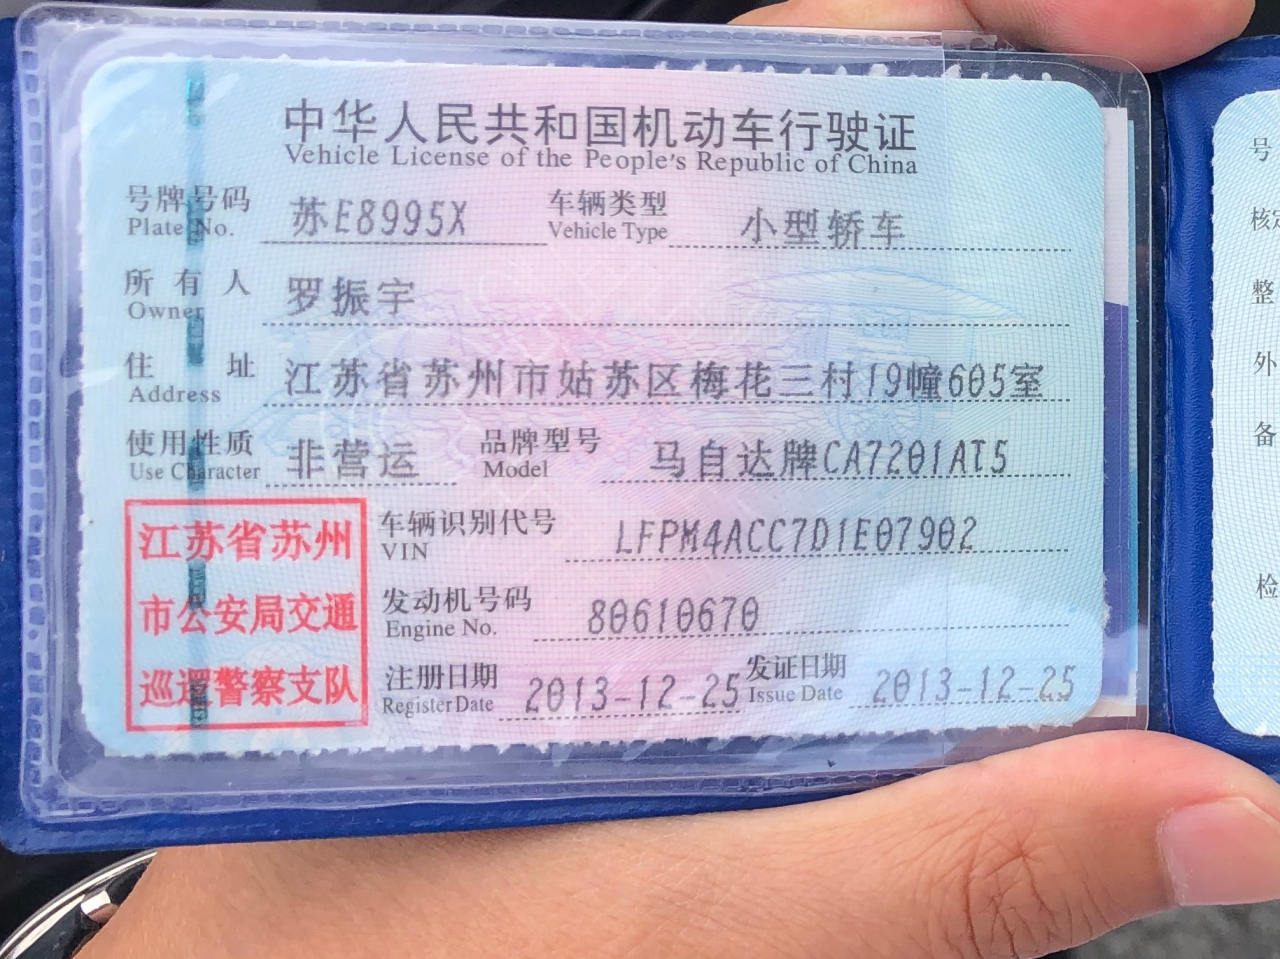 中华人民共和国机动车行驶证
Vehicle License of the People's Republic of China
号牌号码 苏E8995X 车辆类型 小型轿车
Plate No. Vehicle Type
所有人 罗振宇
Owner
住址 江苏省苏州市姑苏区梅花三村19幢605室
Address
使用性质 非营运 品牌型号 马自达牌CA7201AT5
Use Character Model
江苏省苏州
市公安局交通
巡逻警察支队
车辆识别代号 LFPM4ACC7D1E07902
VIN
发动机号码 80610670
Engine No.
注册日期 2013-12-25 发证日期 2013-12-25
Register Date Issue Date
号
核定
整
外
备
检